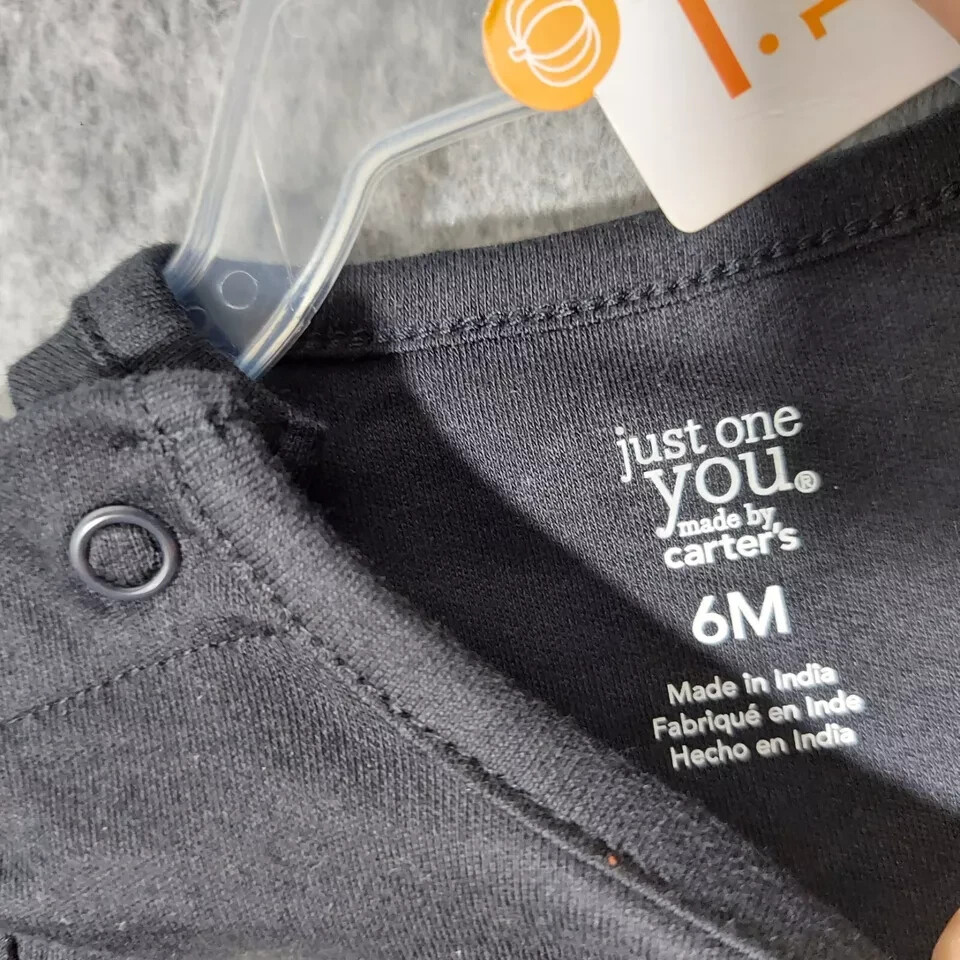 just one
you®
made by
carter's
6M
Made in India
Fabriqué en Inde
Hecho en India